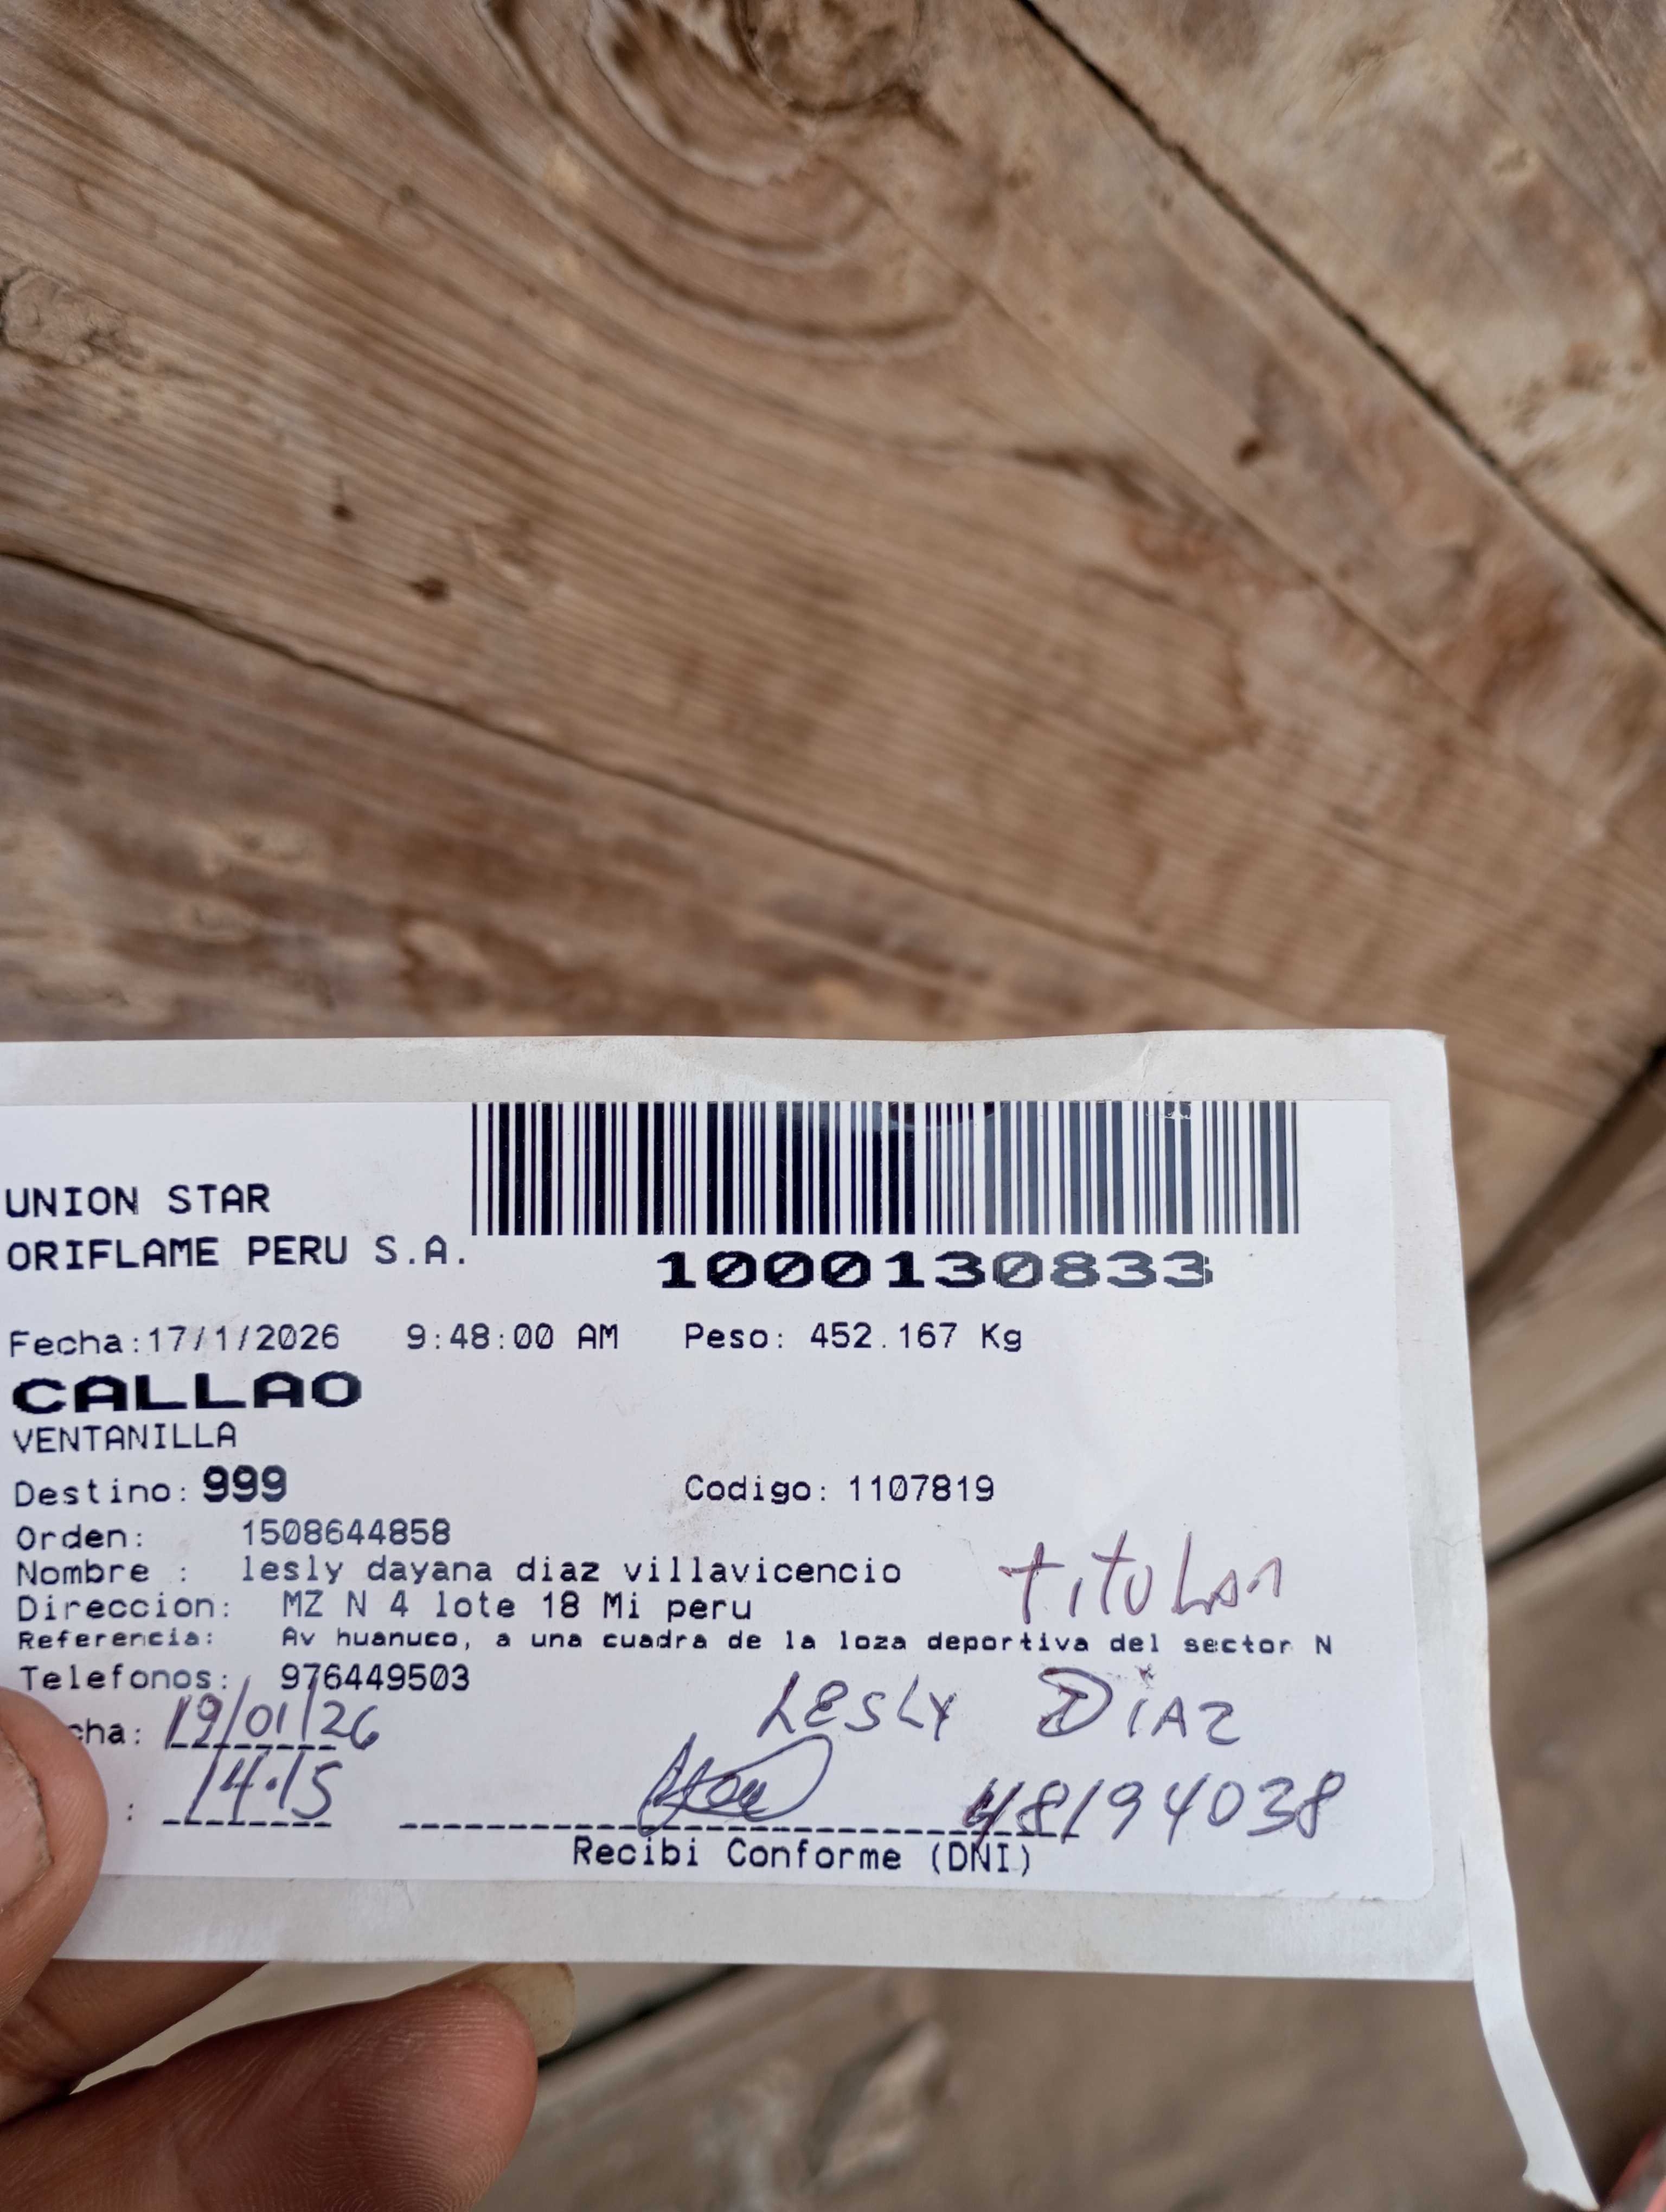 UNION STAR
ORIFLAME PERU S.A.
1000130833
Fecha:17/1/2026 9:48:00 AM Peso: 452.167 Kg
CALLAO
VENTANILLA
Destino: 999 Codigo: 1107819
Orden: 1508644858
Nombre : lesly dayana diaz villavicencio
titular
Direccion: MZ N 4 lote 18 Mi peru
Referencia: Av huanuco, a una cuadra de la loza deportiva del sector N
Telefonos: 976449503
cha: 19/01/26 LESLY DiAZ
: 14.15 48194038
Recibi Conforme (DNI)